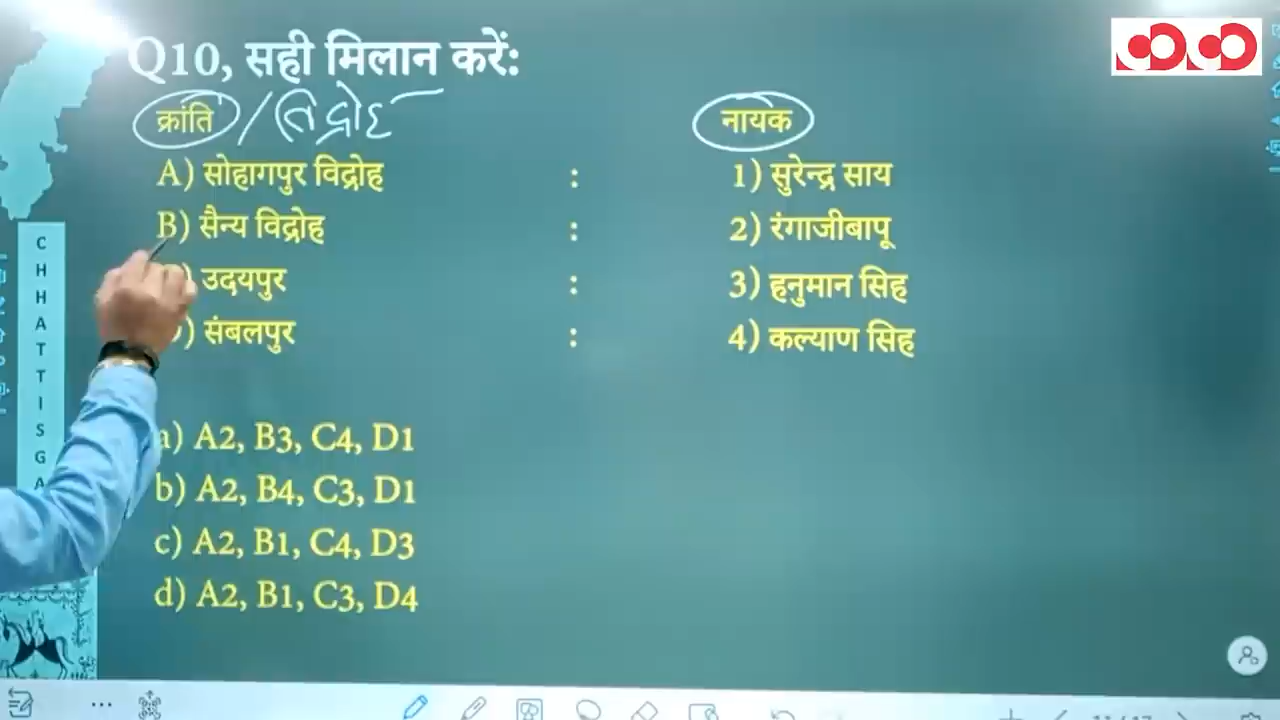 Q10, सही मिलान करें:
क्रांति / विद्रोह नायक
A) सोहागपुर विद्रोह : 1) सुरेन्द्र साय
B) सैन्य विद्रोह : 2) रंगाजीबापू
) उदयपुर : 3) हनुमान सिह
) संबलपुर : 4) कल्याण सिह
a) A2, B3, C4, D1
b) A2, B4, C3, D1
c) A2, B1, C4, D3
d) A2, B1, C3, D4
CHHATTISGA